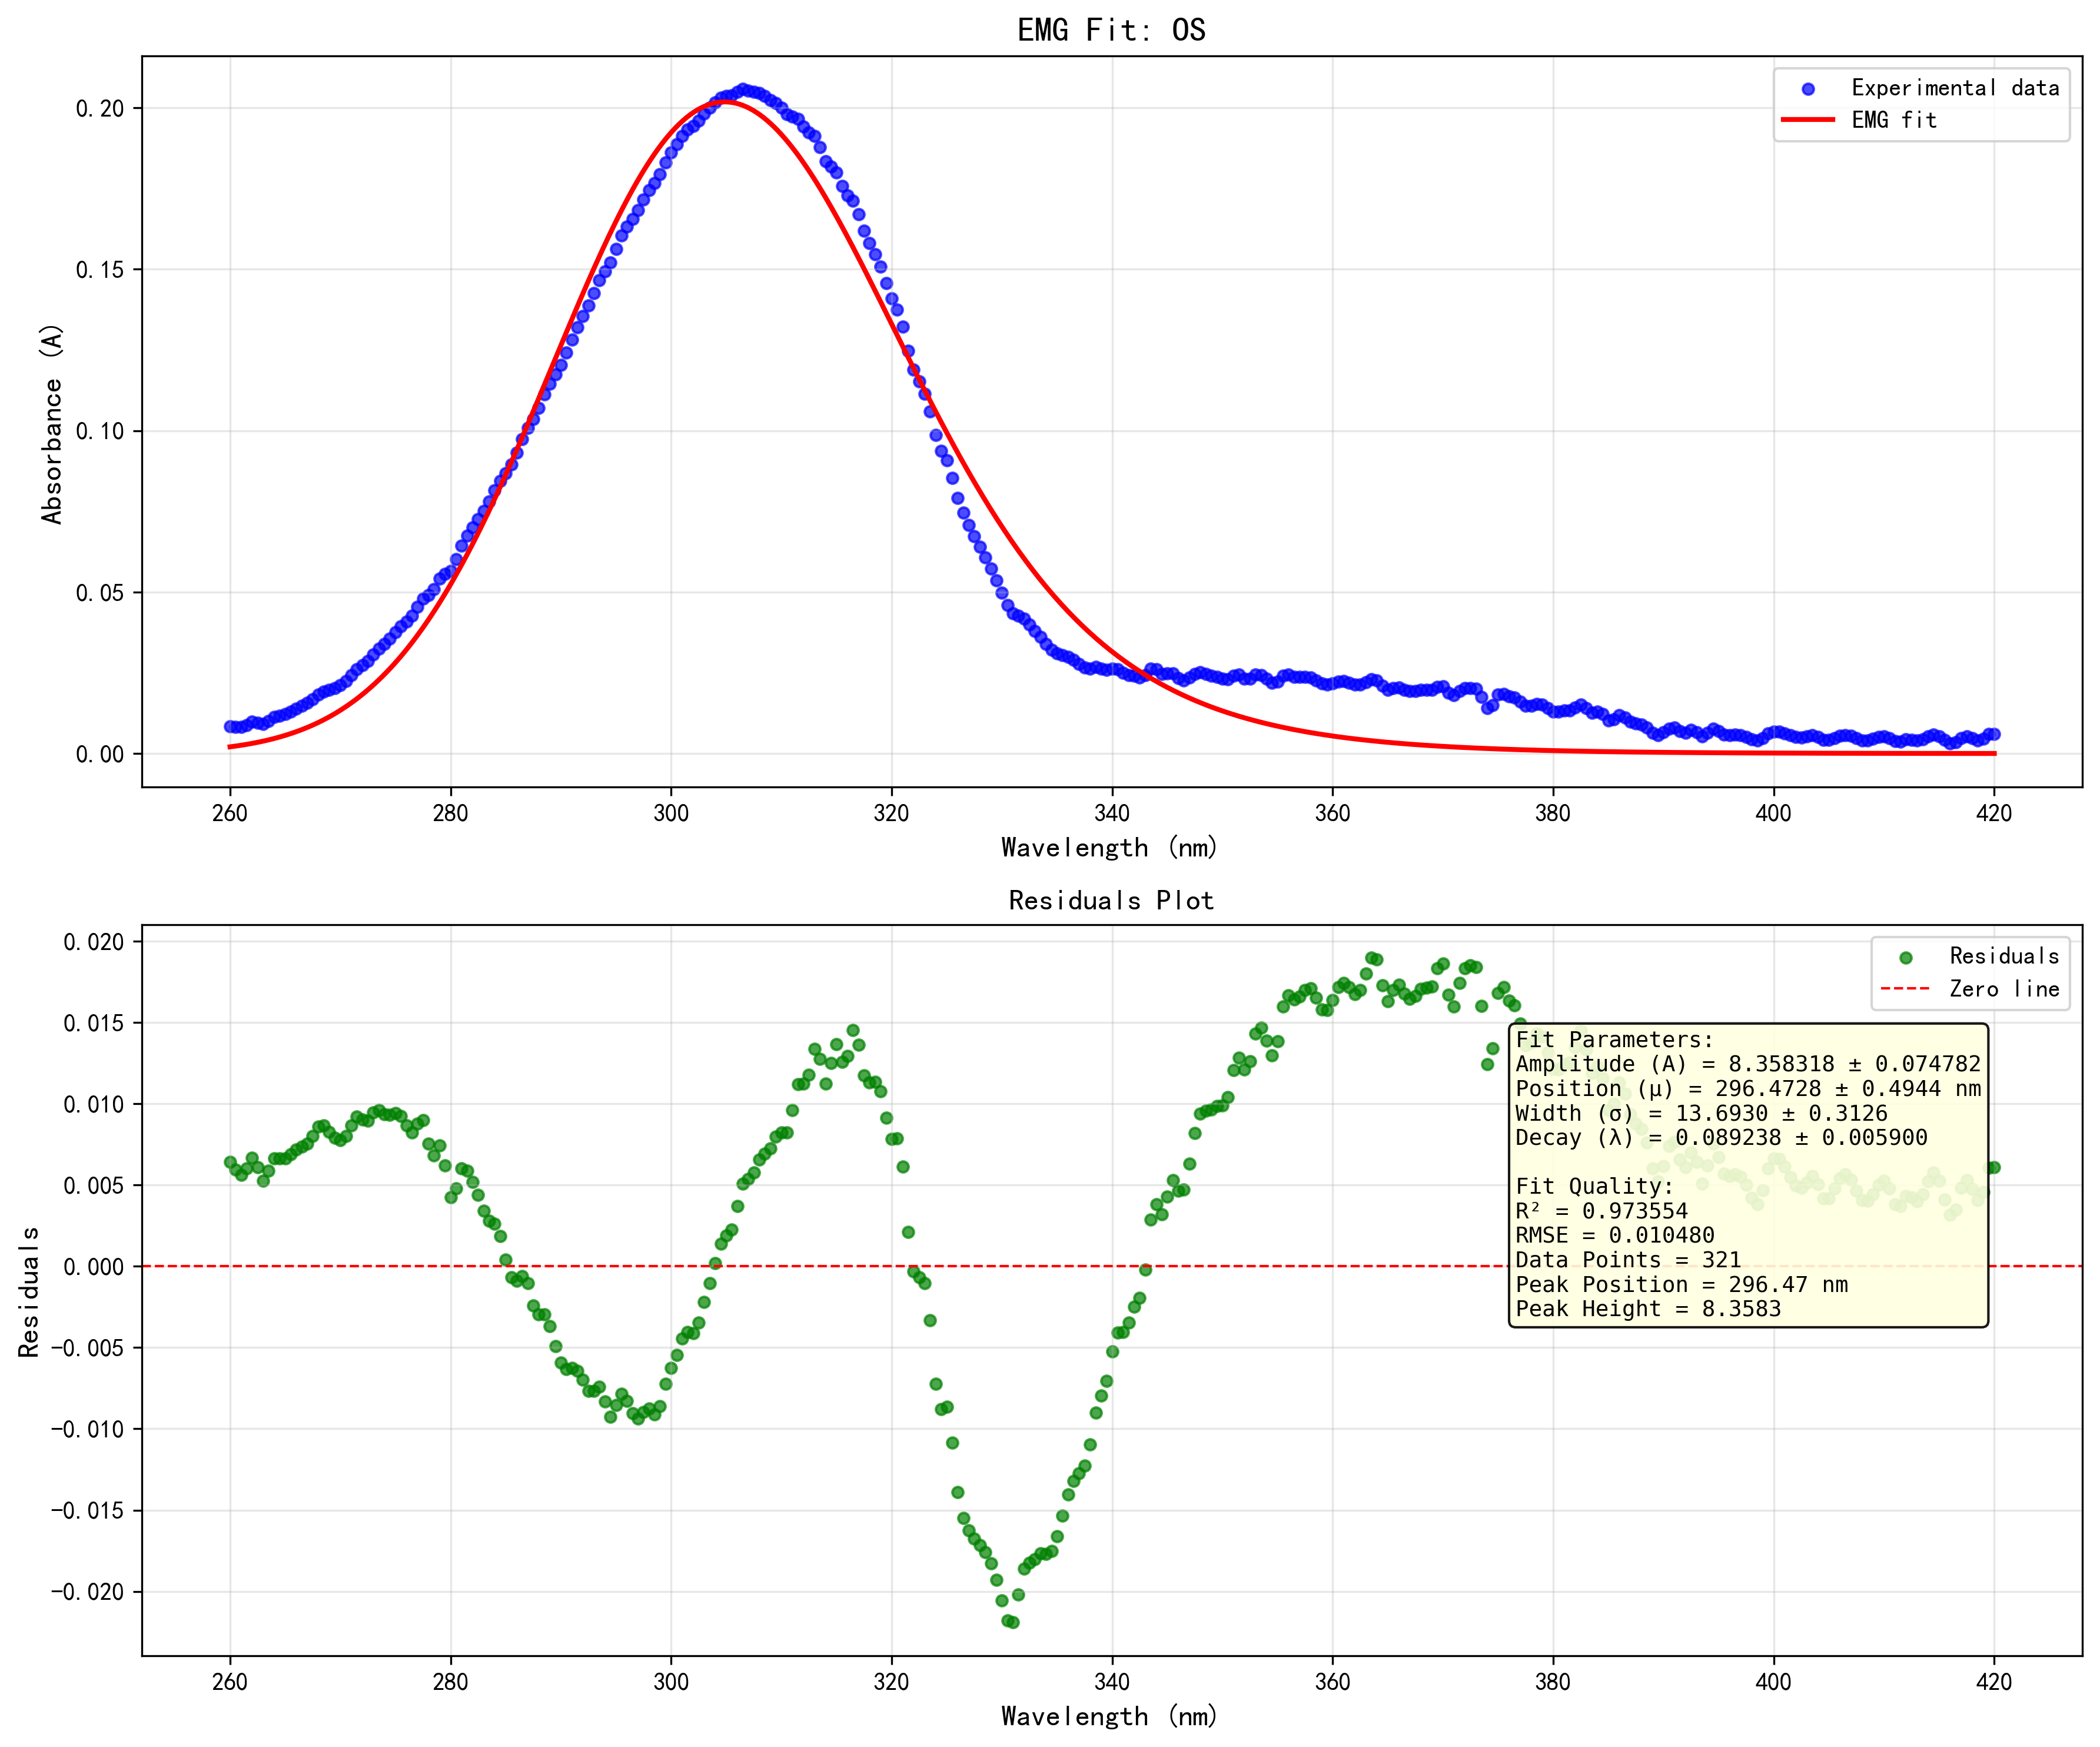 EMG Fit: OS
Experimental data
EMG fit
Absorbance (A)
0.20
0.15
0.10
0.05
0.00
260 280 300 320 340 360 380 400 420
Wavelength (nm)
Residuals Plot
Residuals
Zero line
Residuals
0.020
0.015
0.010
0.005
0.000
−0.005
−0.010
−0.015
−0.020
Fit Parameters:
Amplitude (A) = 8.358318 ± 0.074782
Position (μ) = 296.4728 ± 0.4944 nm
Width (σ) = 13.6930 ± 0.3126
Decay (λ) = 0.089238 ± 0.005900
Fit Quality:
R² = 0.973554
RMSE = 0.010480
Data Points = 321
Peak Position = 296.47 nm
Peak Height = 8.3583
260 280 300 320 340 360 380 400 420
Wavelength (nm)